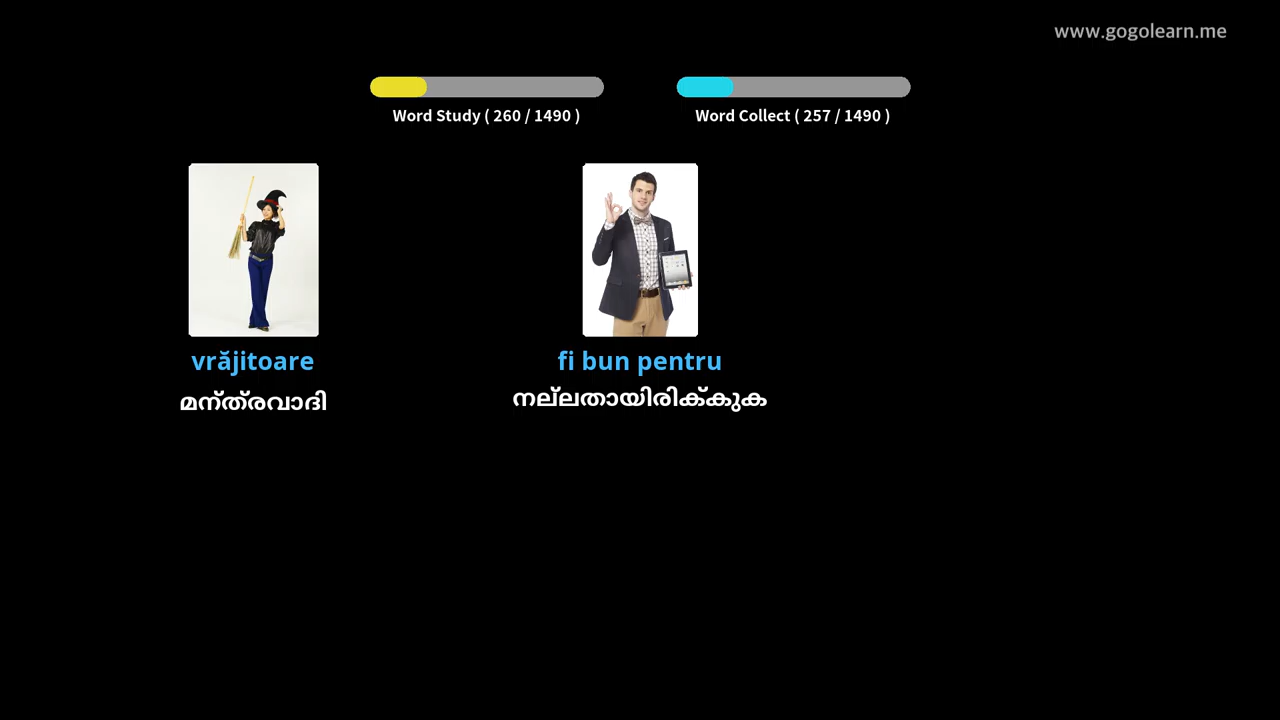 www.gogolearn.me
Word Study ( 260 / 1490 )
Word Collect ( 257 / 1490 )
vrăjitoare
fi bun pentru
മന്ത്രവാദി
നല്ലതായിരിക്കുക